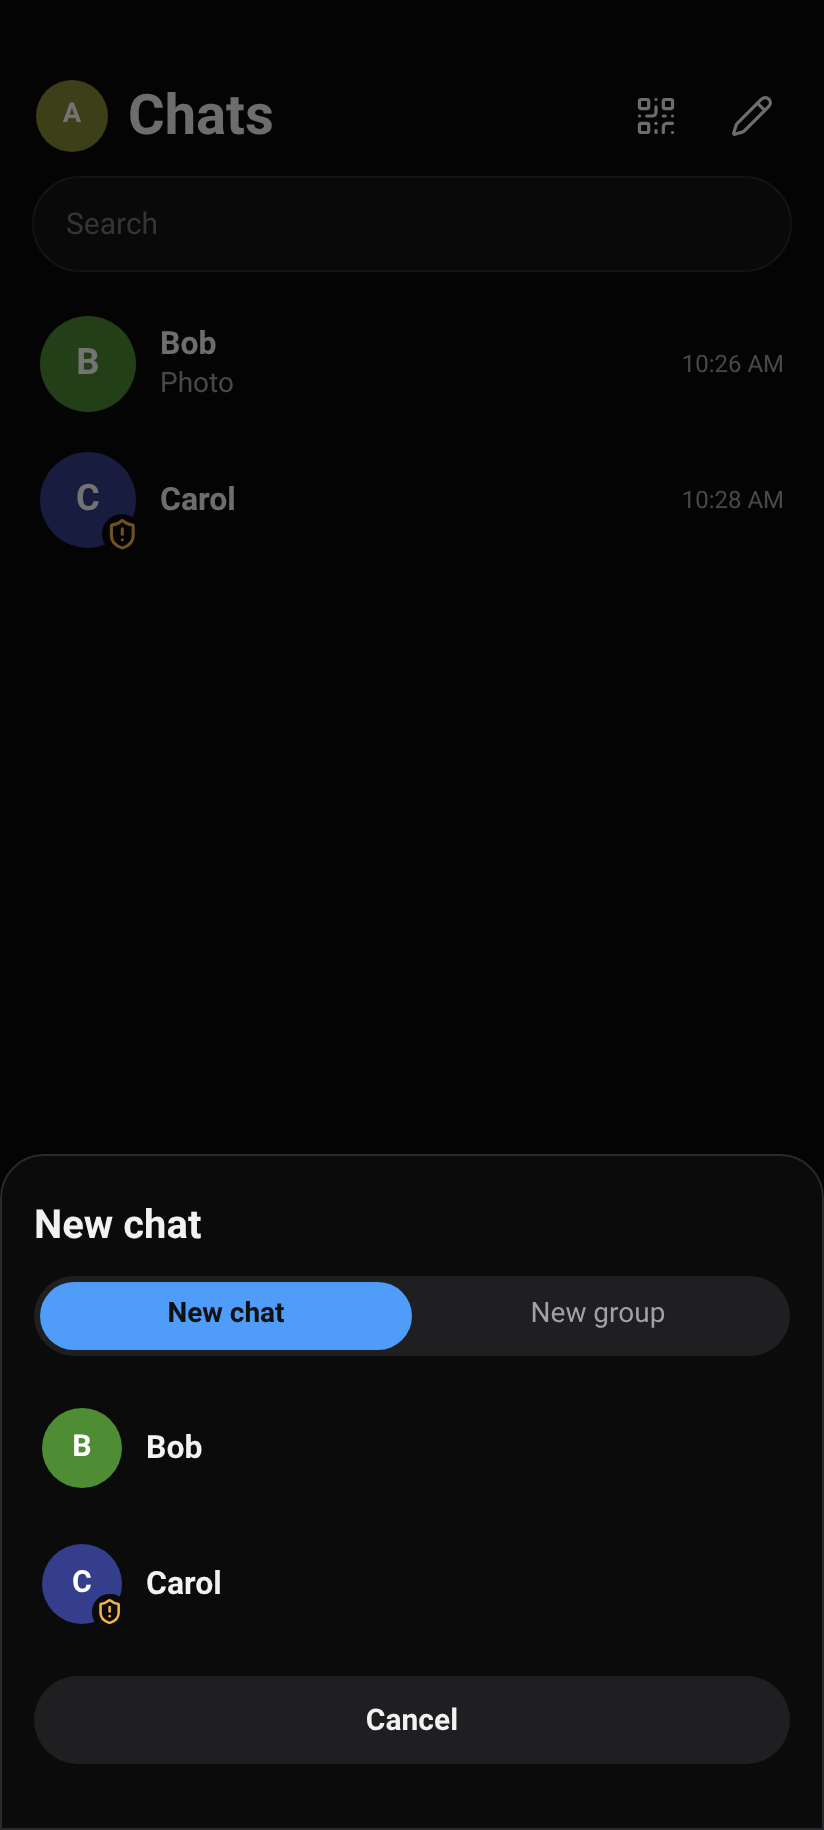 A
Chats
Search
B
Bob
10:26 AM
Photo
C
Carol
10:28 AM
New chat
New chat
New group
B
Bob
C
Carol
Cancel